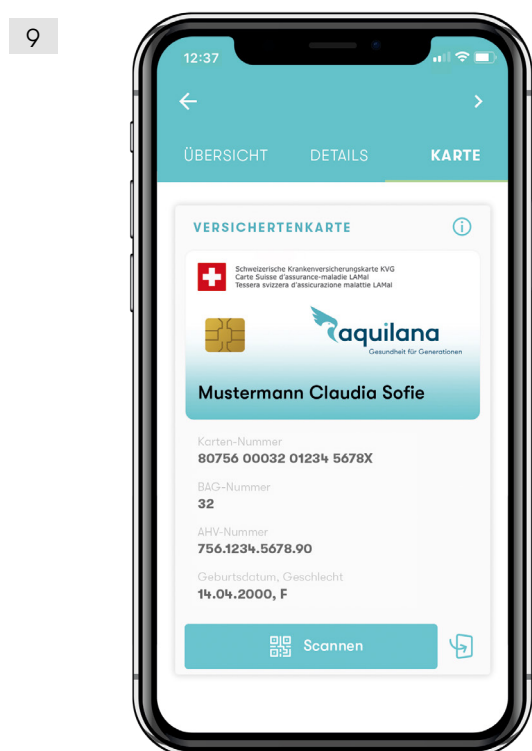 9
12:37
ÜBERSICHT DETAILS KARTE
VERSICHERTENKARTE
Schweizerische Krankenversicherungskarte KVG
Carte Suisse d'assurance-maladie LAMal
Tessera svizzera d'assicurazione malattie LAMal
aquilana
Gesundheit für Generationen
Mustermann Claudia Sofie
Karten-Nummer
80756 00032 01234 5678X
BAG-Nummer
32
AHV-Nummer
756.1234.5678.90
Geburtsdatum, Geschlecht
14.04.2000, F
Scannen